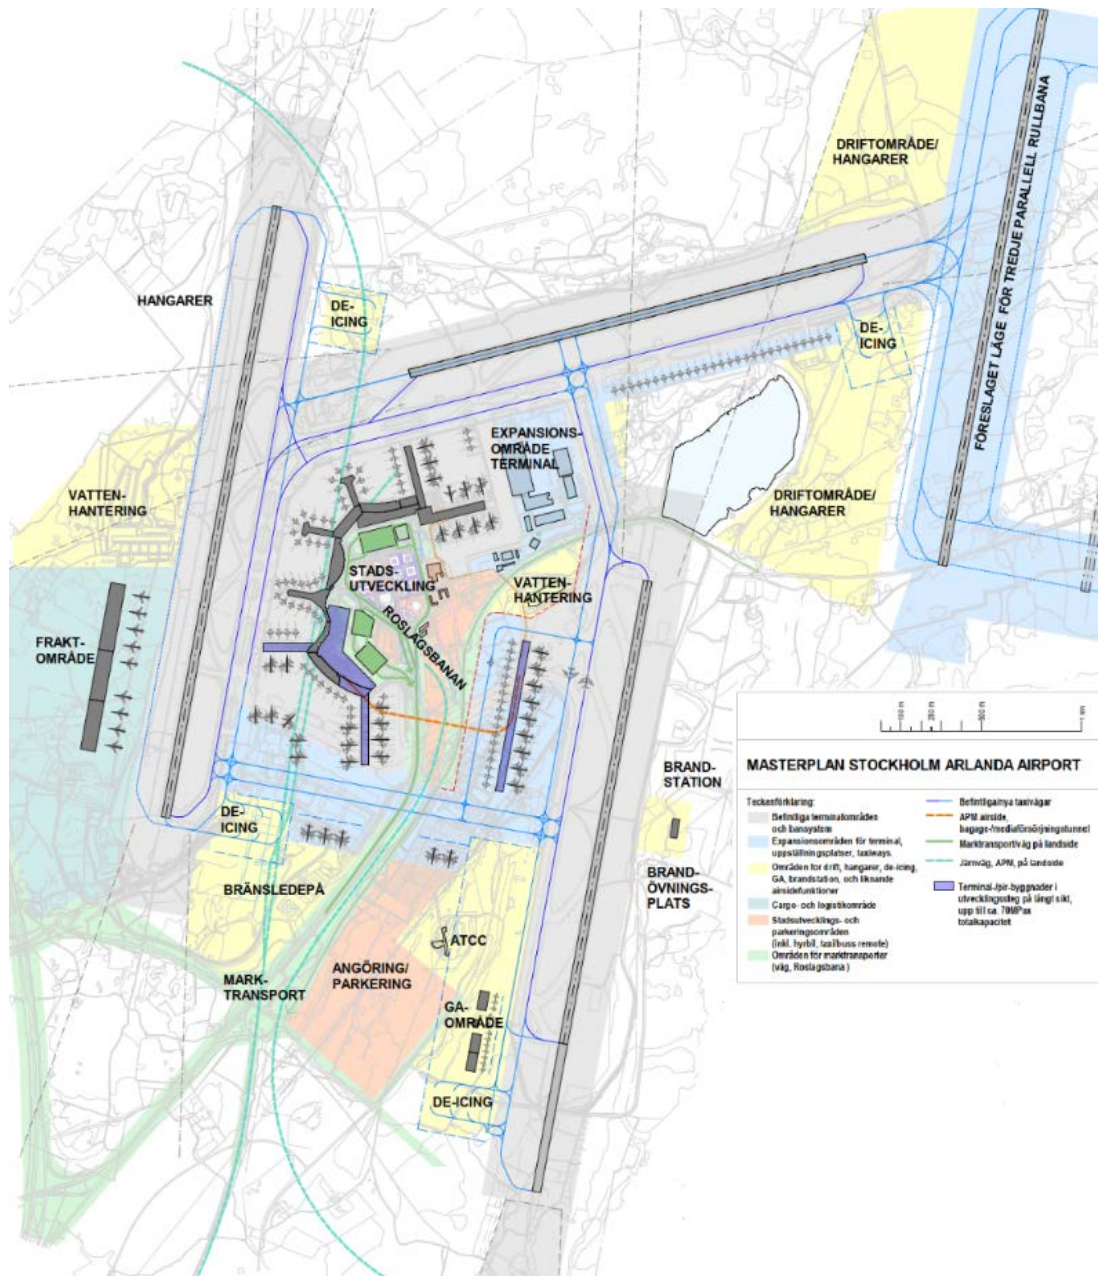 DRIFTOMRÅDE/
HANGARER
FÖRESLAGET LÄGE FÖR TREDJE PARALLELL RULLBANA
HANGARER
DE-
ICING
DE-
ICING
EXPANSIONS-
OMRÅDE
TERMINAL
VATTEN-
HANTERING
DRIFTOMRÅDE/
HANGARER
STADS-
UTVECKLING
VATTEN-
HANTERING
ROSLAGSBANAN
FRAKT-
OMRÅDE
BRAND-
STATION
DE-
ICING
BRÄNSLEDEPÅ
BRAND-
ÖVNINGS-
PLATS
ATCC
ANGÖRING/
PARKERING
MARK-
TRANSPORT
GA-
OMRÅDE
DE-ICING
100 m
500 m
1 km
MASTERPLAN STOCKHOLM ARLANDA AIRPORT
Teckenförklaring:
Befintliga terminalområden
och bansystem
Expansionsområden för terminal,
uppställningsplatser, taxiways.
Områden för drift, hangarer, de-icing,
GA, brandstation, och liknande
airsidefunktioner
Cargo- och logistikområde
Stadsutvecklings- och
parkeringsområden
(inkl. hyrbil, taxi/buss remote)
Områden för marktransporter
(väg, Roslagsbana )
Befintliga/nya taxivägar
APM airside,
bagage-/mediaförsörjningstunnel
Marktransportväg på landside
Järnväg, APM, på landside
Terminal-/pir-byggnader i
utvecklingssteg på långt sikt,
upp till ca. 70MPax
totalkapacitet